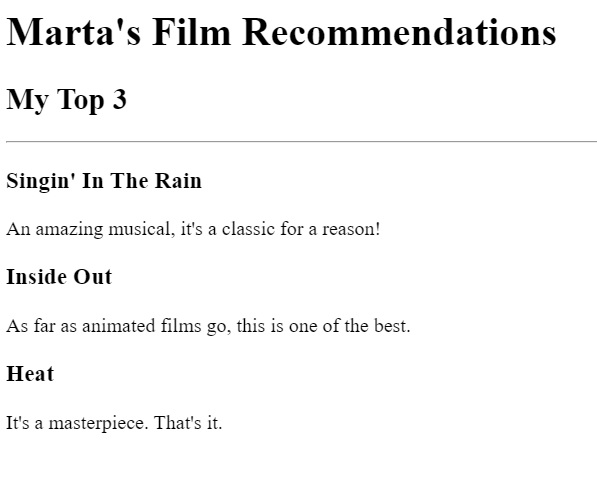 Marta's Film Recommendations
My Top 3
Singin' In The Rain
An amazing musical, it's a classic for a reason!
Inside Out
As far as animated films go, this is one of the best.
Heat
It's a masterpiece. That's it.